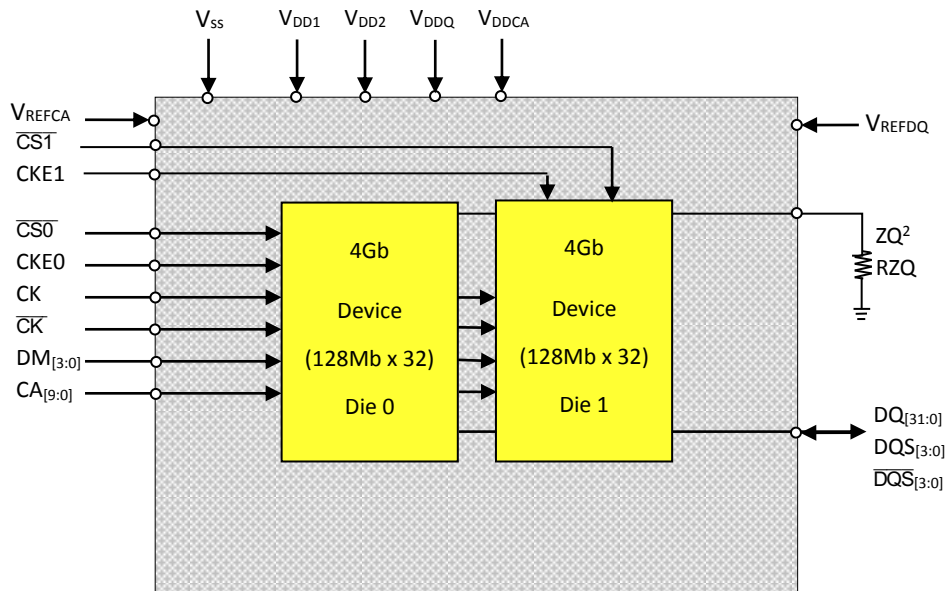 Vss VDD1 VDD2 VDDQ VDDCA
VREFCA
VREFDQ
CS1
CKE1
CS0
CKE0
CK
CK
DM[3:0]
CA[9:0]
4Gb
Device
(128Mb x 32)
Die 0
4Gb
Device
(128Mb x 32)
Die 1
ZQ²
RZQ
DQ[31:0]
DQS[3:0]
DQS[3:0]